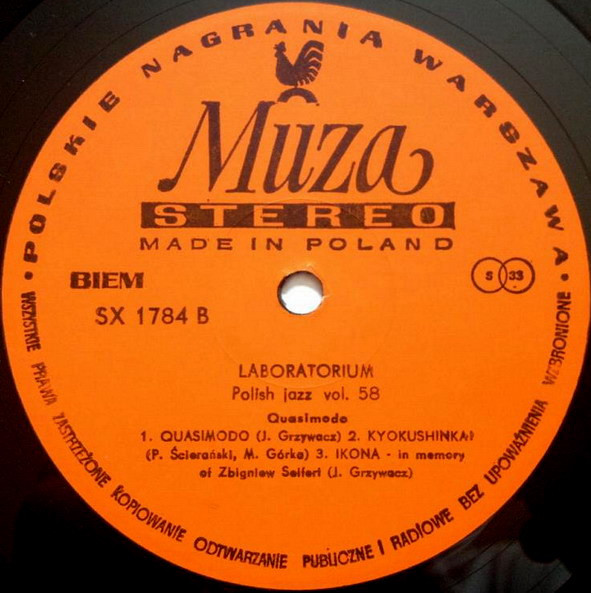 • POLSKIE NAGRANIA WARSZAWA •
Muza
STEREO
MADE IN POLAND
BIEM
S 33
SX 1784 B
LABORATORIUM
Polish jazz vol. 58
Quasimodo
1. QUASIMODO (J. Grzywacz) 2. KYOKUSHINKAI
(P. Ścierański, M. Górka) 3. IKONA - in memory
of Zbigniew Seifert (J. Grzywacz)
WSZYSTKIE PRAWA ZASTRZEŻONE KOPIOWANIE ODTWARZANIE PUBLICZNE I RADIOWE BEZ UPOWAŻNIENIA WZBRONIONE